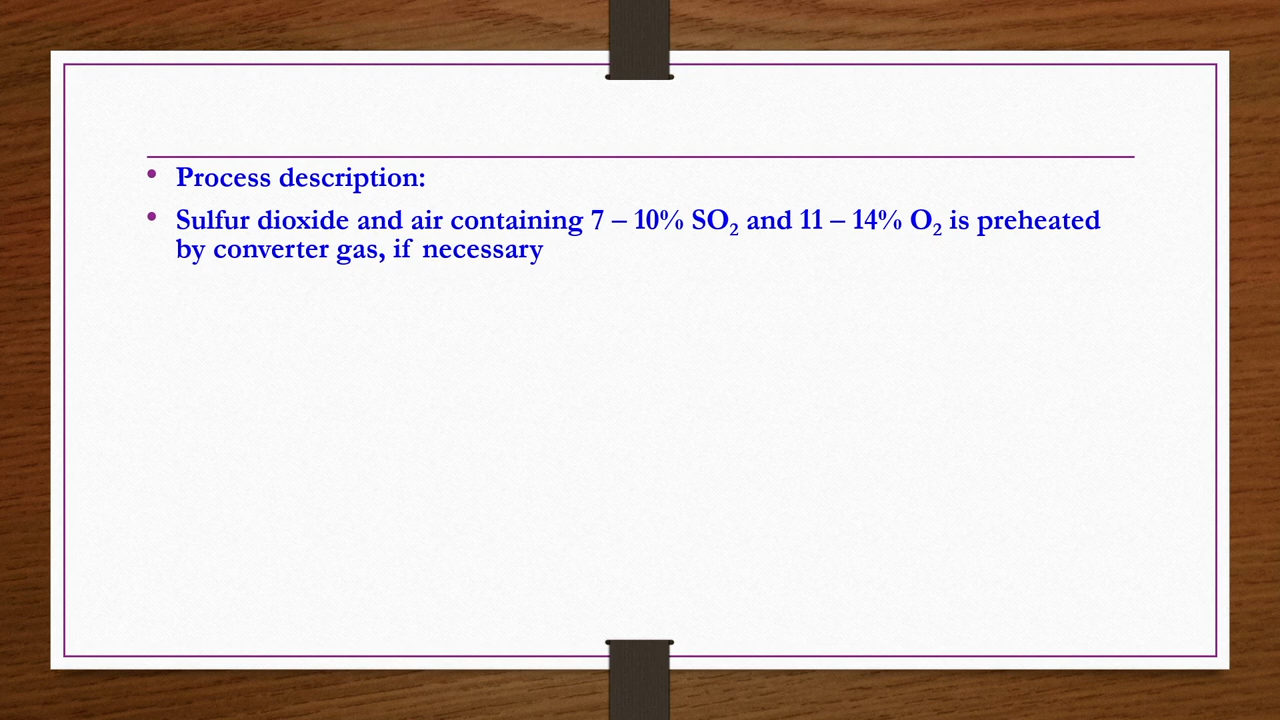 • Process description:
• Sulfur dioxide and air containing 7 – 10% SO₂ and 11 – 14% O₂ is preheated
by converter gas, if necessary